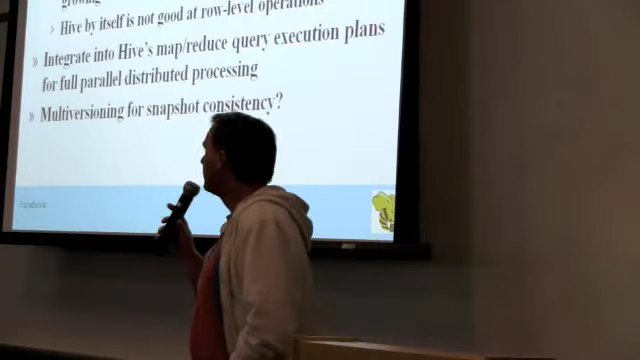 growing
› Hive by itself is not good at row-level operations
» Integrate into Hive's map/reduce query execution plans
for full parallel distributed processing
» Multiversioning for snapshot consistency?
Facebook